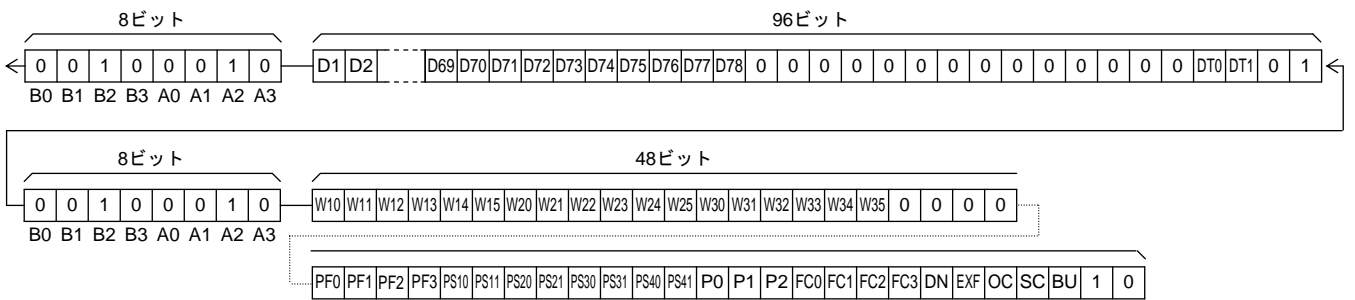 8ビット 96ビット
0 0 1 0 0 0 1 0 D1 D2 D69 D70 D71 D72 D73 D74 D75 D76 D77 D78 0 0 0 0 0 0 0 0 0 0 0 0 0 0 DT0 DT1 0 1
B0 B1 B2 B3 A0 A1 A2 A3
8ビット 48ビット
0 0 1 0 0 0 1 0 W10 W11 W12 W13 W14 W15 W20 W21 W22 W23 W24 W25 W30 W31 W32 W33 W34 W35 0 0 0 0
B0 B1 B2 B3 A0 A1 A2 A3
PF0 PF1 PF2 PF3 PS10 PS11 PS20 PS21 PS30 PS31 PS40 PS41 P0 P1 P2 FC0 FC1 FC2 FC3 DN EXF OC SC BU 1 0